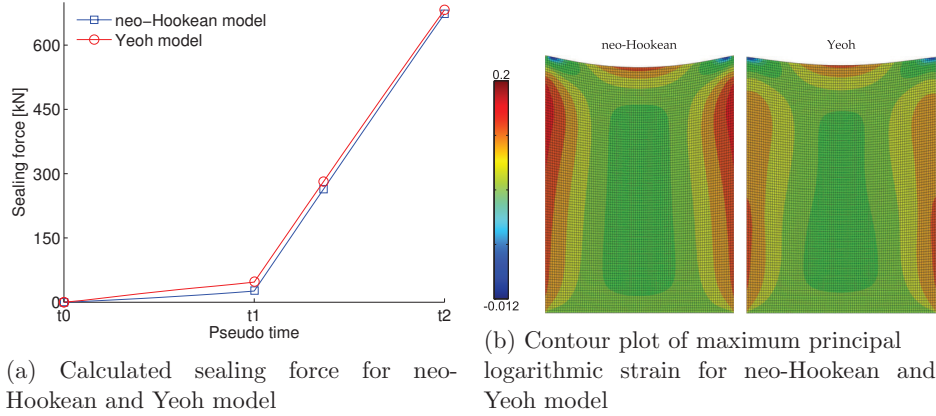 neo-Hookean model
Yeoh model
600
450
300
150
0
Sealing force [kN]
t0
t1
t2
Pseudo time
(a) Calculated sealing force for neo-
Hookean and Yeoh model
neo-Hookean
Yeoh
0.2
-0.012
(b) Contour plot of maximum principal
logarithmic strain for neo-Hookean and
Yeoh model